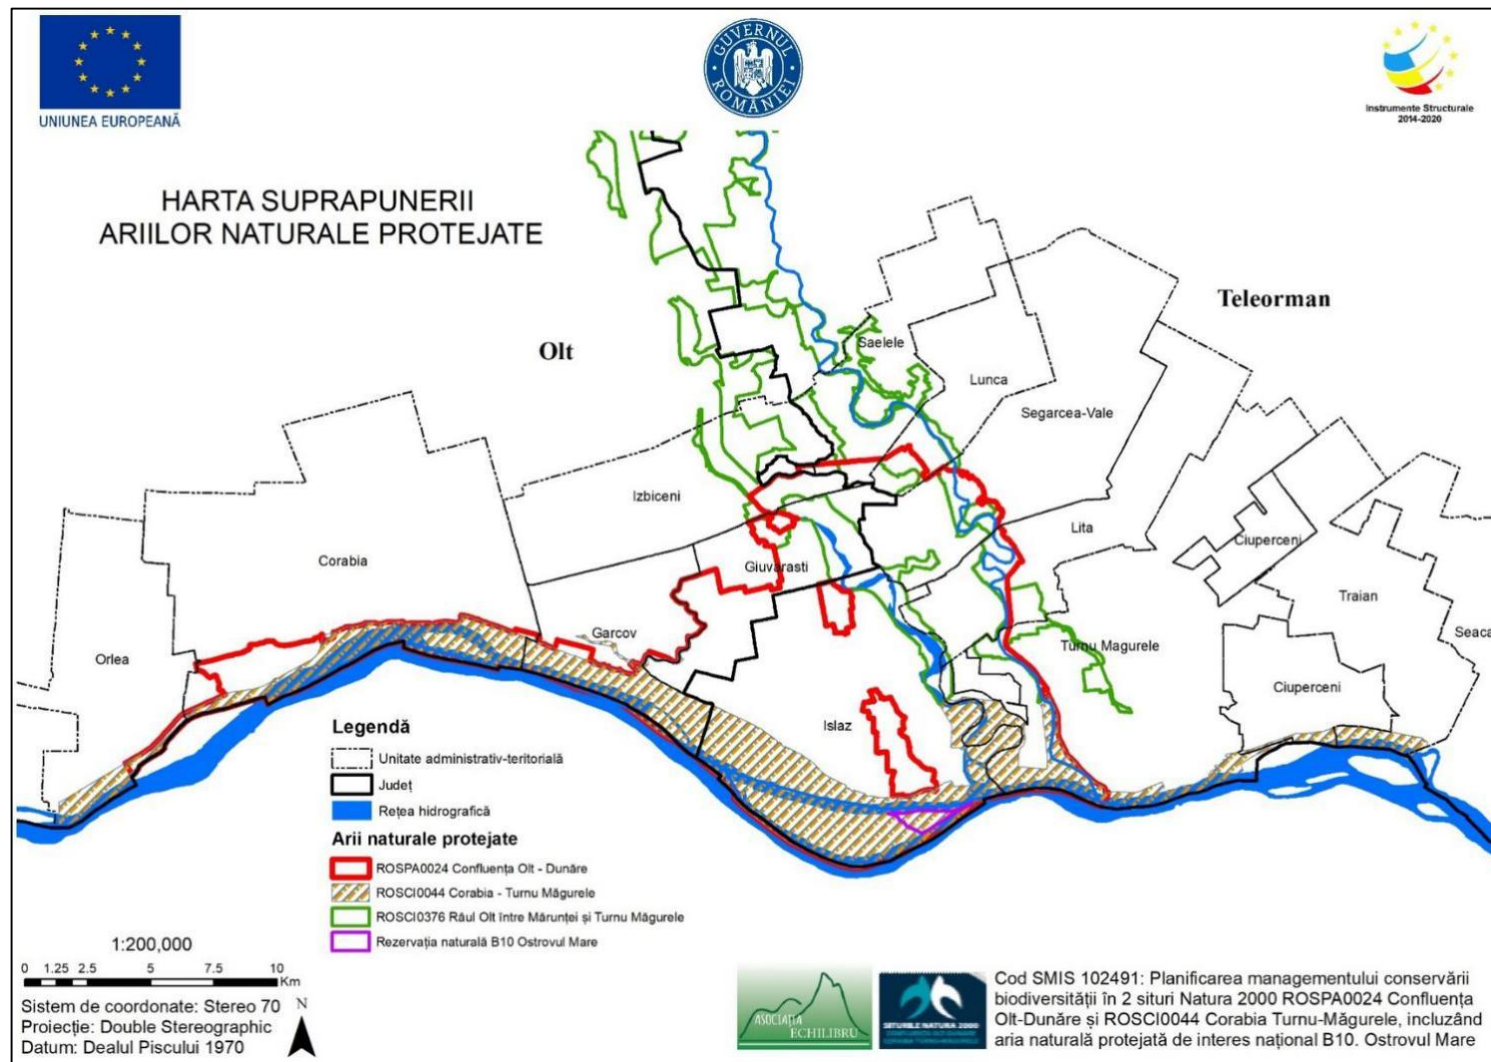 UNIUNEA EUROPEANĂ
GUVERNUL ROMÂNIEI
Instrumente Structurale
2014-2020
HARTA SUPRAPUNERII
ARIILOR NATURALE PROTEJATE
Olt
Teleorman
Saelele
Lunca
Segarcea-Vale
Izbiceni
Corabia
Lita
Ciuperceni
Giuvarasti
Traian
Garcov
Orlea
Turnu Magurele
Seaca
Ciuperceni
Islaz
Legendă
Unitate administrativ-teritorială
Județ
Rețea hidrografică
Arii naturale protejate
ROSPA0024 Confluența Olt - Dunăre
ROSCI0044 Corabia - Turnu Măgurele
ROSCI0376 Râul Olt între Mărunței și Turnu Măgurele
Rezervația naturală B10 Ostrovul Mare
1:200,000
0 1.25 2.5 5 7.5 10
Km
Sistem de coordonate: Stereo 70
Proiecție: Double Stereographic
Datum: Dealul Piscului 1970
N
ASOCIAȚIA
ECHILIBRU
SITURILE NATURA 2000
Cod SMIS 102491: Planificarea managementului conservării
biodiversității în 2 situri Natura 2000 ROSPA0024 Confluența
Olt-Dunăre și ROSCI0044 Corabia Turnu-Măgurele, incluzând
aria naturală protejată de interes național B10. Ostrovul Mare